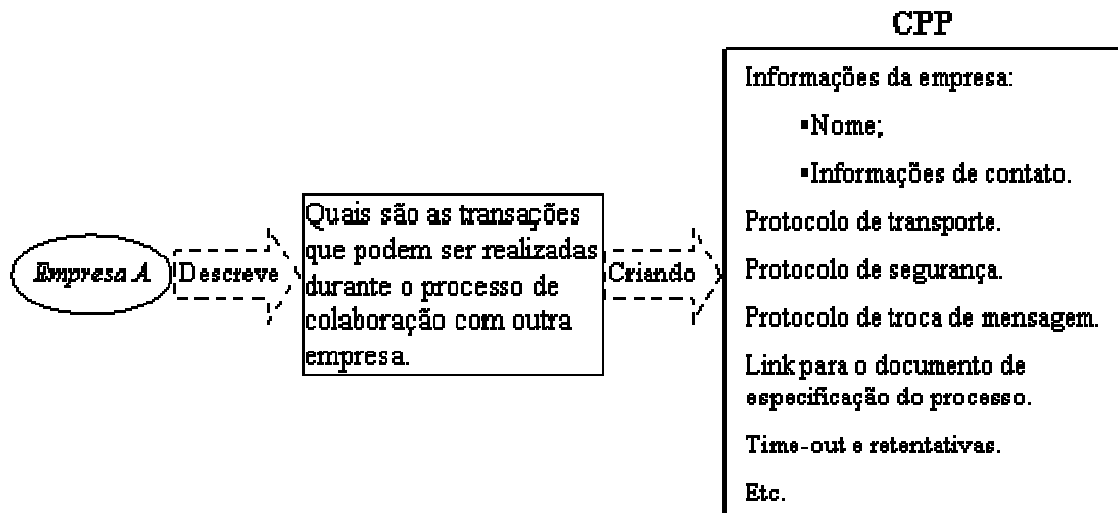 CPP
Informações da empresa:
▪Nome;
▪Informações de contato.
Protocolo de transporte.
Protocolo de segurança.
Protocolo de troca de mensagem.
Link para o documento de
especificação do processo.
Time-out e retentativas.
Etc.
Empresa A
Descreve
Quais são as transações
que podem ser realizadas
durante o processo de
colaboração com outra
empresa.
Criando